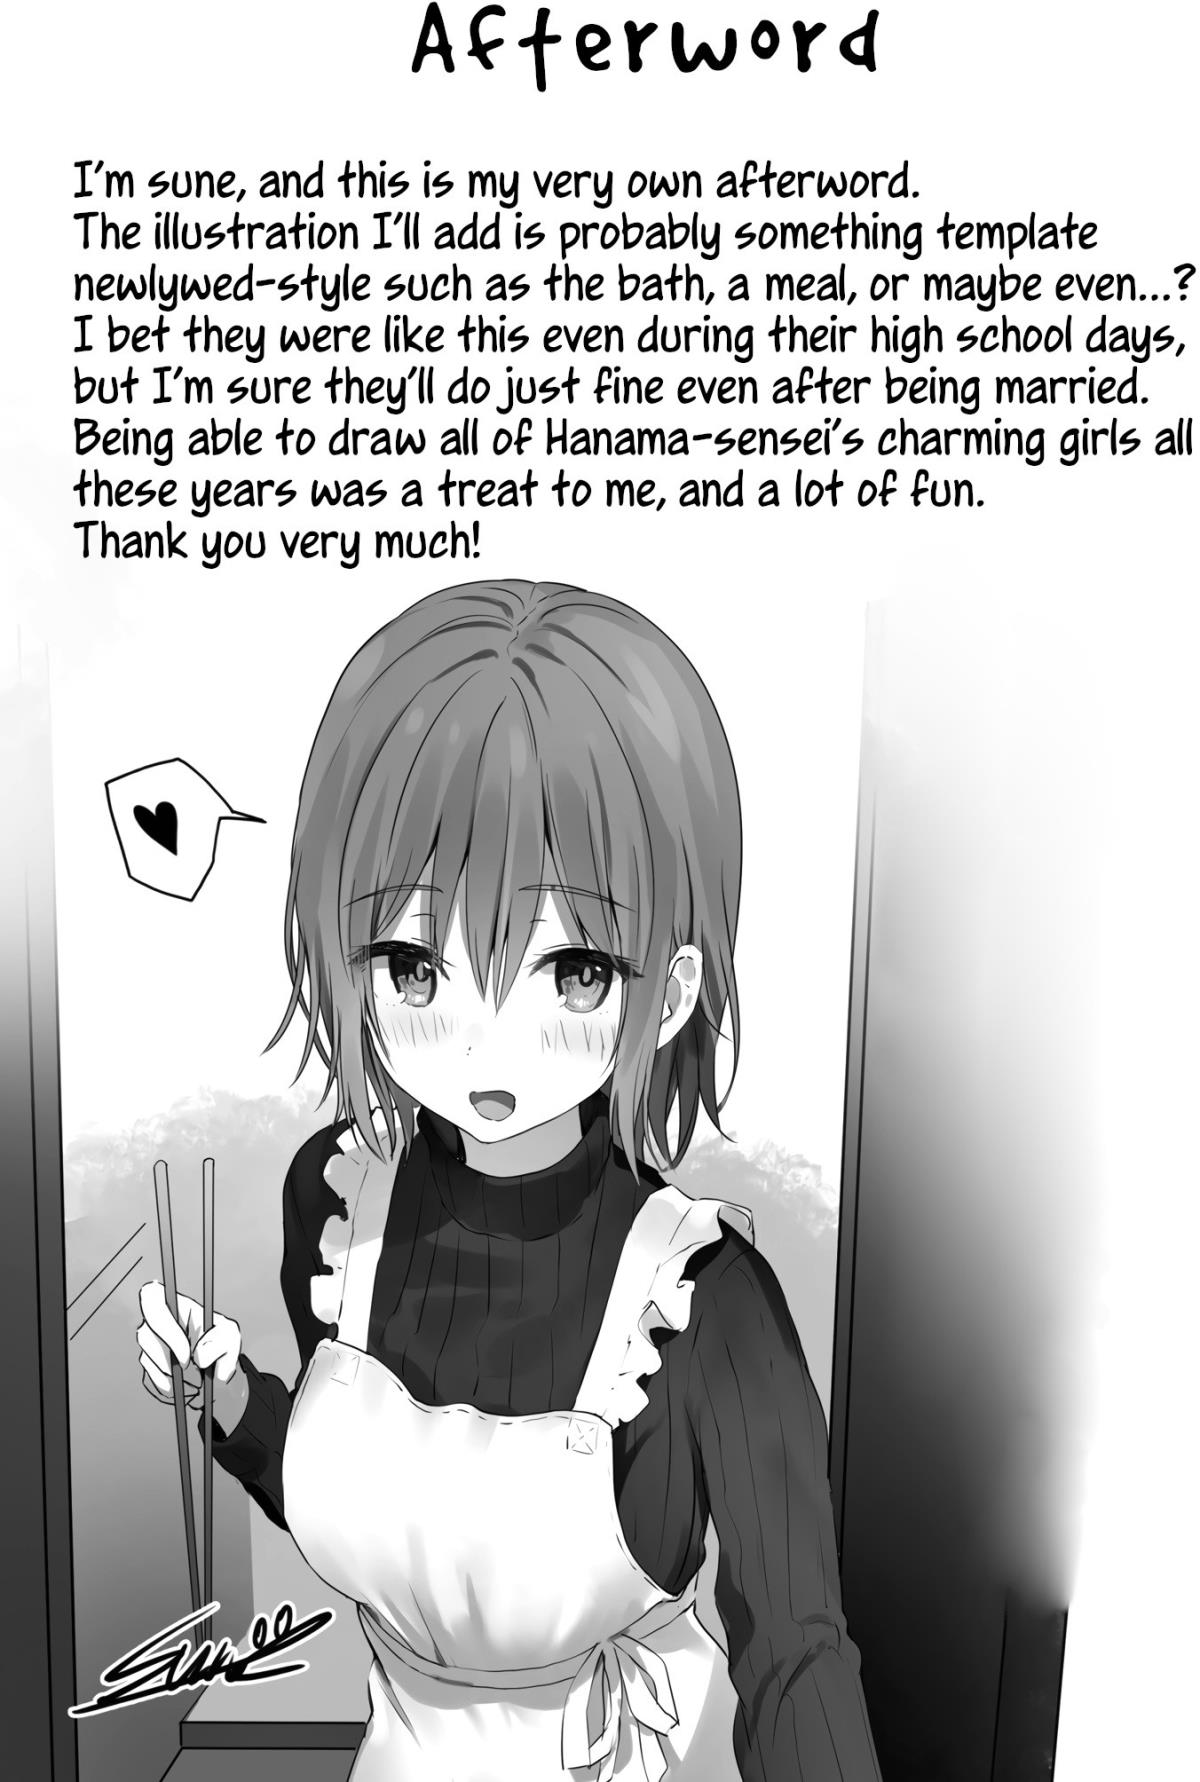 Afterword
I'm sune, and this is my very own afterword.
The illustration I'll add is probably something template
newlywed-style such as the bath, a meal, or maybe even...?
I bet they were like this even during their high school days,
but I'm sure they'll do just fine even after being married.
Being able to draw all of Hanama-sensei's charming girls all
these years was a treat to me, and a lot of fun.
Thank you very much!